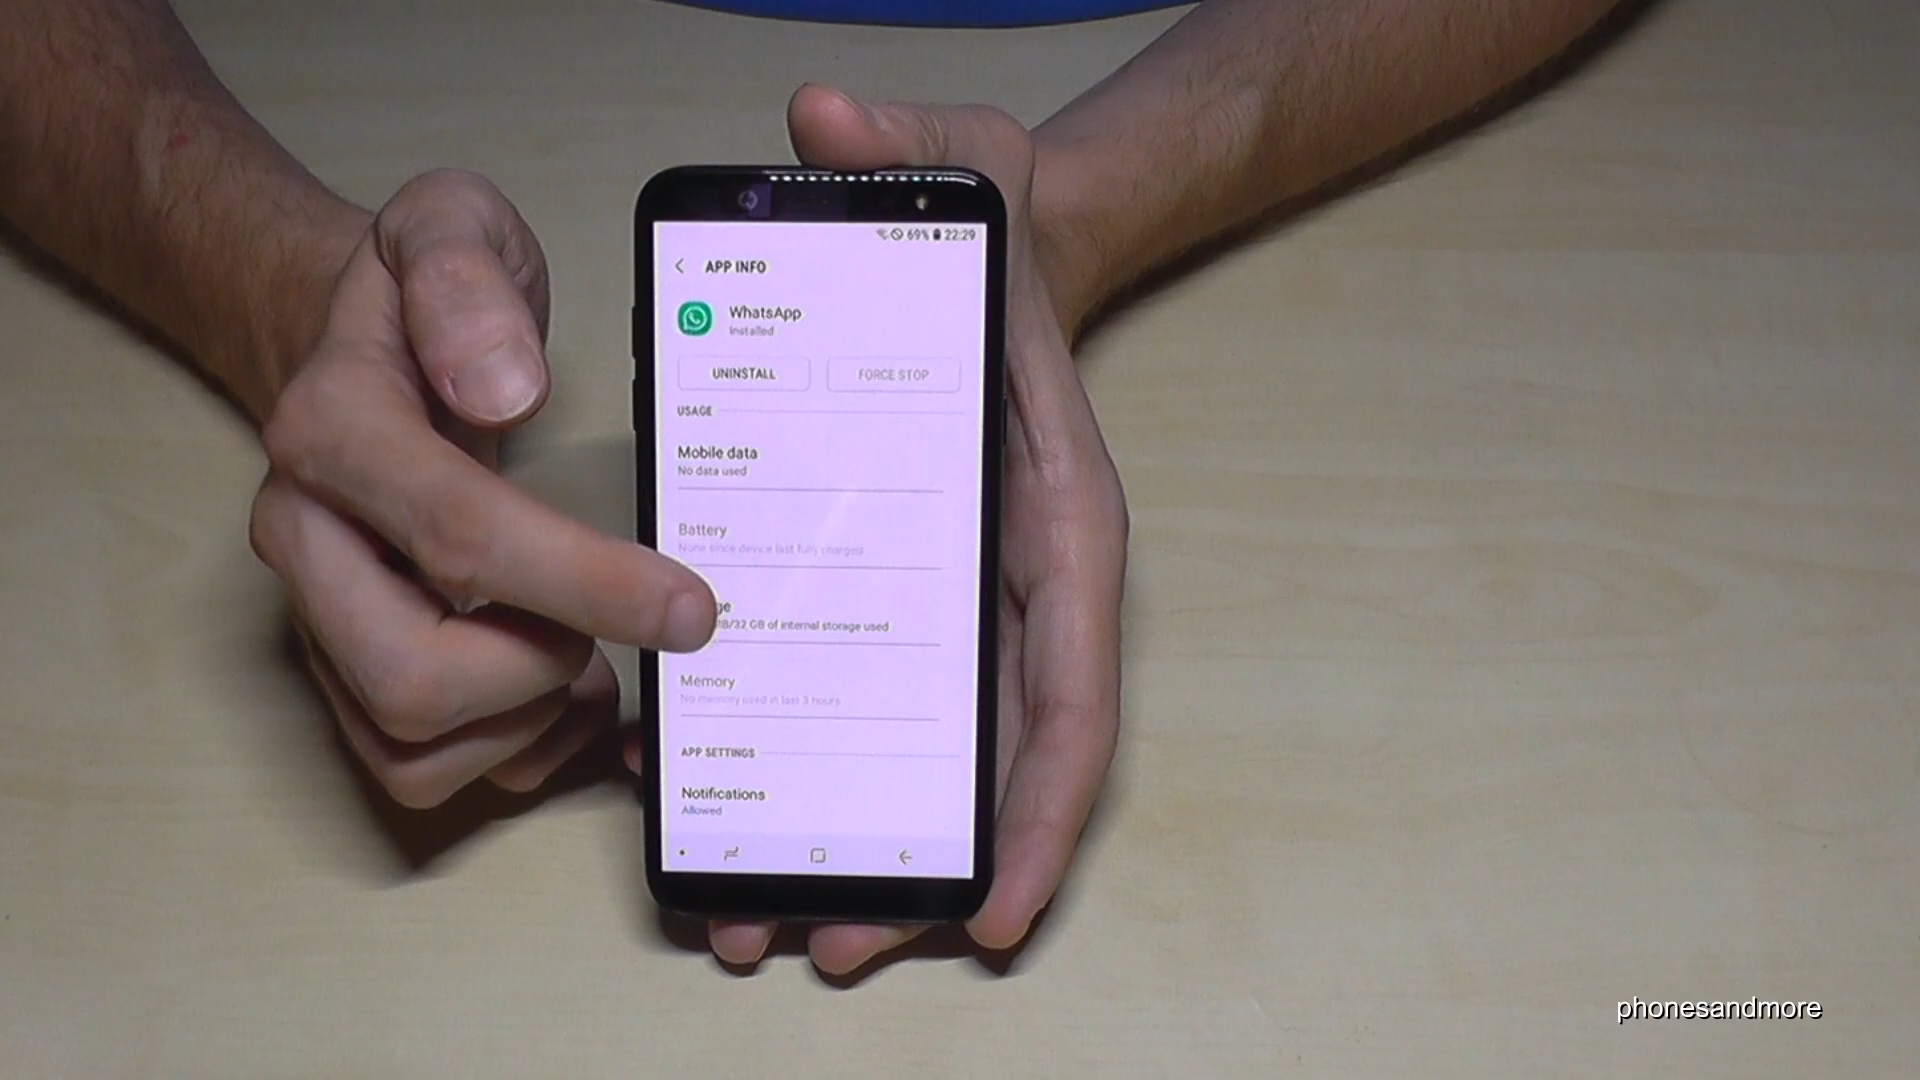 69% 22:29
APP INFO
WhatsApp
Installed
UNINSTALL
FORCE STOP
USAGE
Mobile data
No data used
Battery
None since device last fully charged
/32 GB of internal storage used
Memory
No memory used in last 3 hours
APP SETTINGS
Notifications
Allowed
phonesandmore